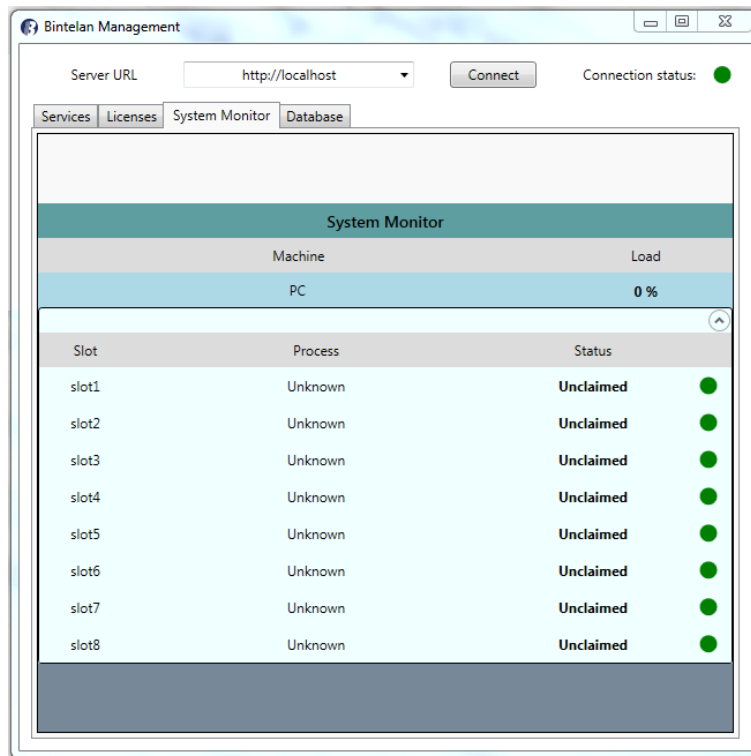 Bintelan Management
Server URL http://localhost Connect Connection status:
Services Licenses System Monitor Database
System Monitor
Machine Load
PC 0 %
Slot Process Status
slot1 Unknown Unclaimed
slot2 Unknown Unclaimed
slot3 Unknown Unclaimed
slot4 Unknown Unclaimed
slot5 Unknown Unclaimed
slot6 Unknown Unclaimed
slot7 Unknown Unclaimed
slot8 Unknown Unclaimed